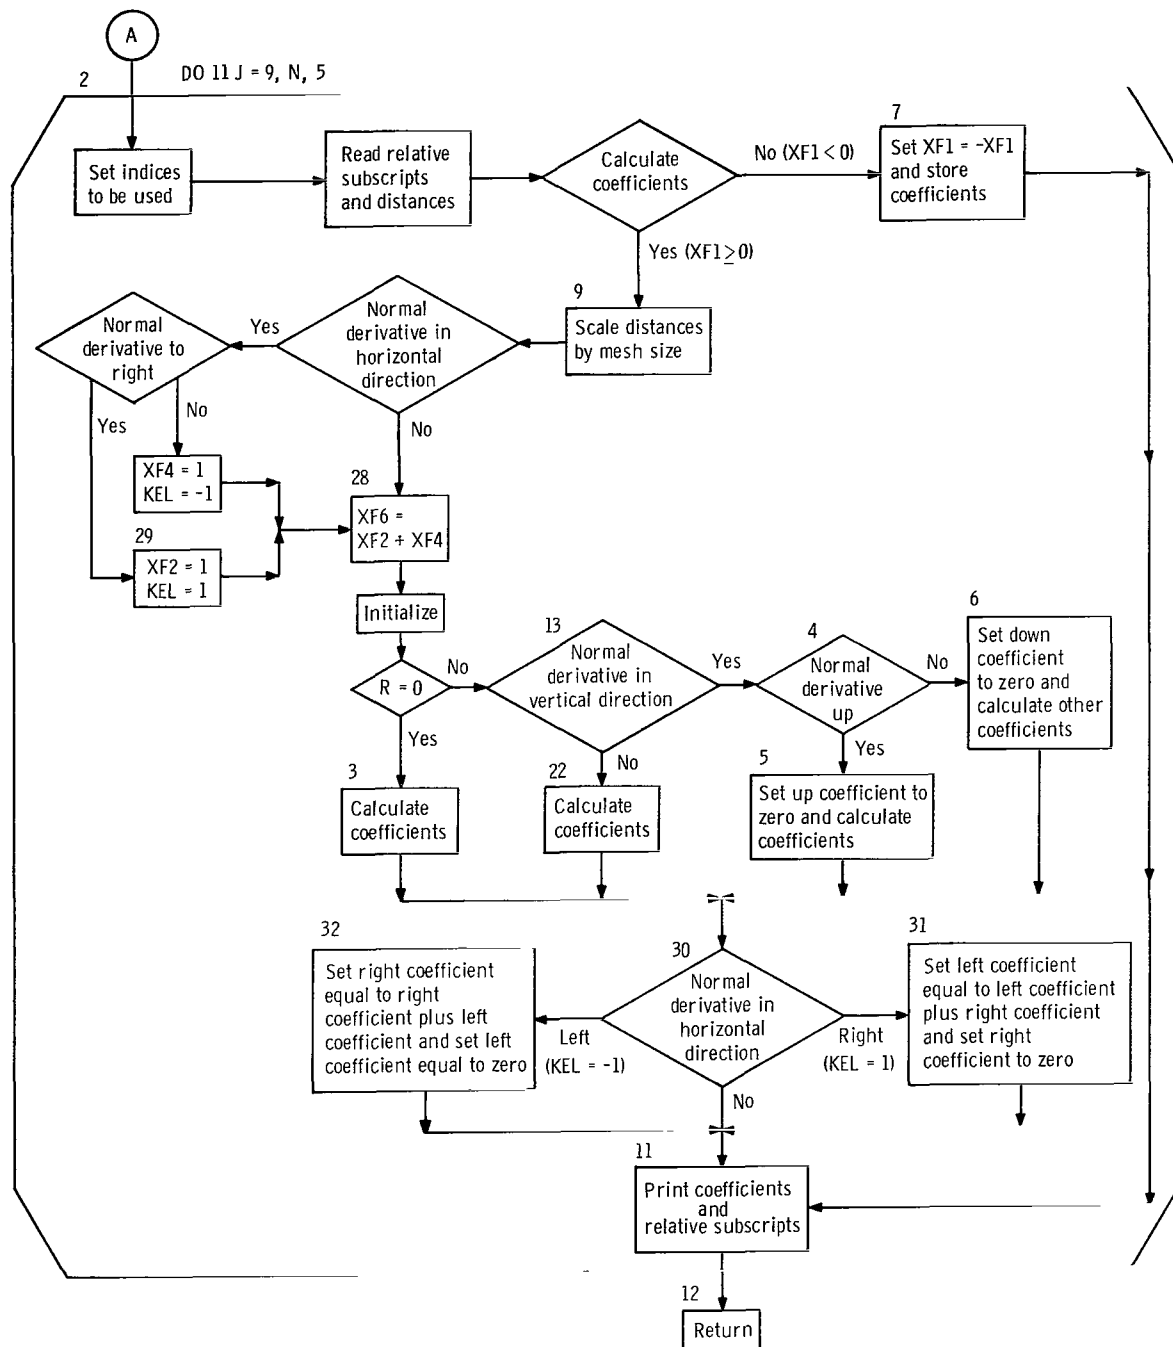 A
2
DO 11 J = 9, N, 5
Set indices
to be used
Read relative
subscripts
and distances
Calculate
coefficients
No (XF1 < 0)
7
Set XF1 = -XF1
and store
coefficients
Yes (XF1 ≥ 0)
9
Scale distances
by mesh size
Normal
derivative in
horizontal
direction
Yes
Normal
derivative to
right
Yes
No
No
XF4 = 1
KEL = -1
29
XF2 = 1
KEL = 1
28
XF6 =
XF2 + XF4
Initialize
R = 0
No
Yes
13
Normal
derivative in
vertical direction
Yes
No
4
Normal
derivative
up
No
Yes
6
Set down
coefficient
to zero and
calculate other
coefficients
3
Calculate
coefficients
22
Calculate
coefficients
5
Set up coefficient to
zero and calculate
coefficients
32
Set right coefficient
equal to right
coefficient plus left
coefficient and set left
coefficient equal to zero
30
Normal
derivative in
horizontal
direction
Left
(KEL = -1)
Right
(KEL = 1)
No
31
Set left coefficient
equal to left coefficient
plus right coefficient
and set right
coefficient to zero
11
Print coefficients
and
relative subscripts
12
Return